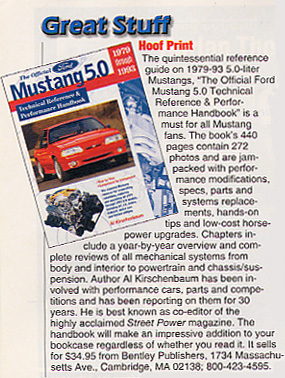 Great Stuff
Hoof Print
The quintessential reference
guide on 1979-93 5.0-liter
Mustangs, "The Official Ford
Mustang 5.0 Technical
Reference & Perfor-
mance Handbook" is a
must for all Mustang
fans. The book's 440
pages contain 272
photos and are jam-
packed with perfor-
mance modifications,
specs, parts and
systems replace-
ments, hands-on
tips and low-cost horse-
power upgrades. Chapters in-
clude a year-by-year overview and com-
plete reviews of all mechanical systems from
body and interior to powertrain and chassis/sus-
pension. Author Al Kirschenbaum has been in-
volved with performance cars, parts and compe-
titions and has been reporting on them for 30
years. He is best known as co-editor of the
highly acclaimed Street Power magazine. The
handbook will make an impressive addition to your
bookcase regardless of whether you read it. It sells
for $34.95 from Bentley Publishers, 1734 Massachu-
setts Ave., Cambridge, MA 02138; 800-423-4595.
The Official Ford
Mustang 5.0
1979
through
1993
Technical Reference &
Performance Handbook
Al Kirschenbaum